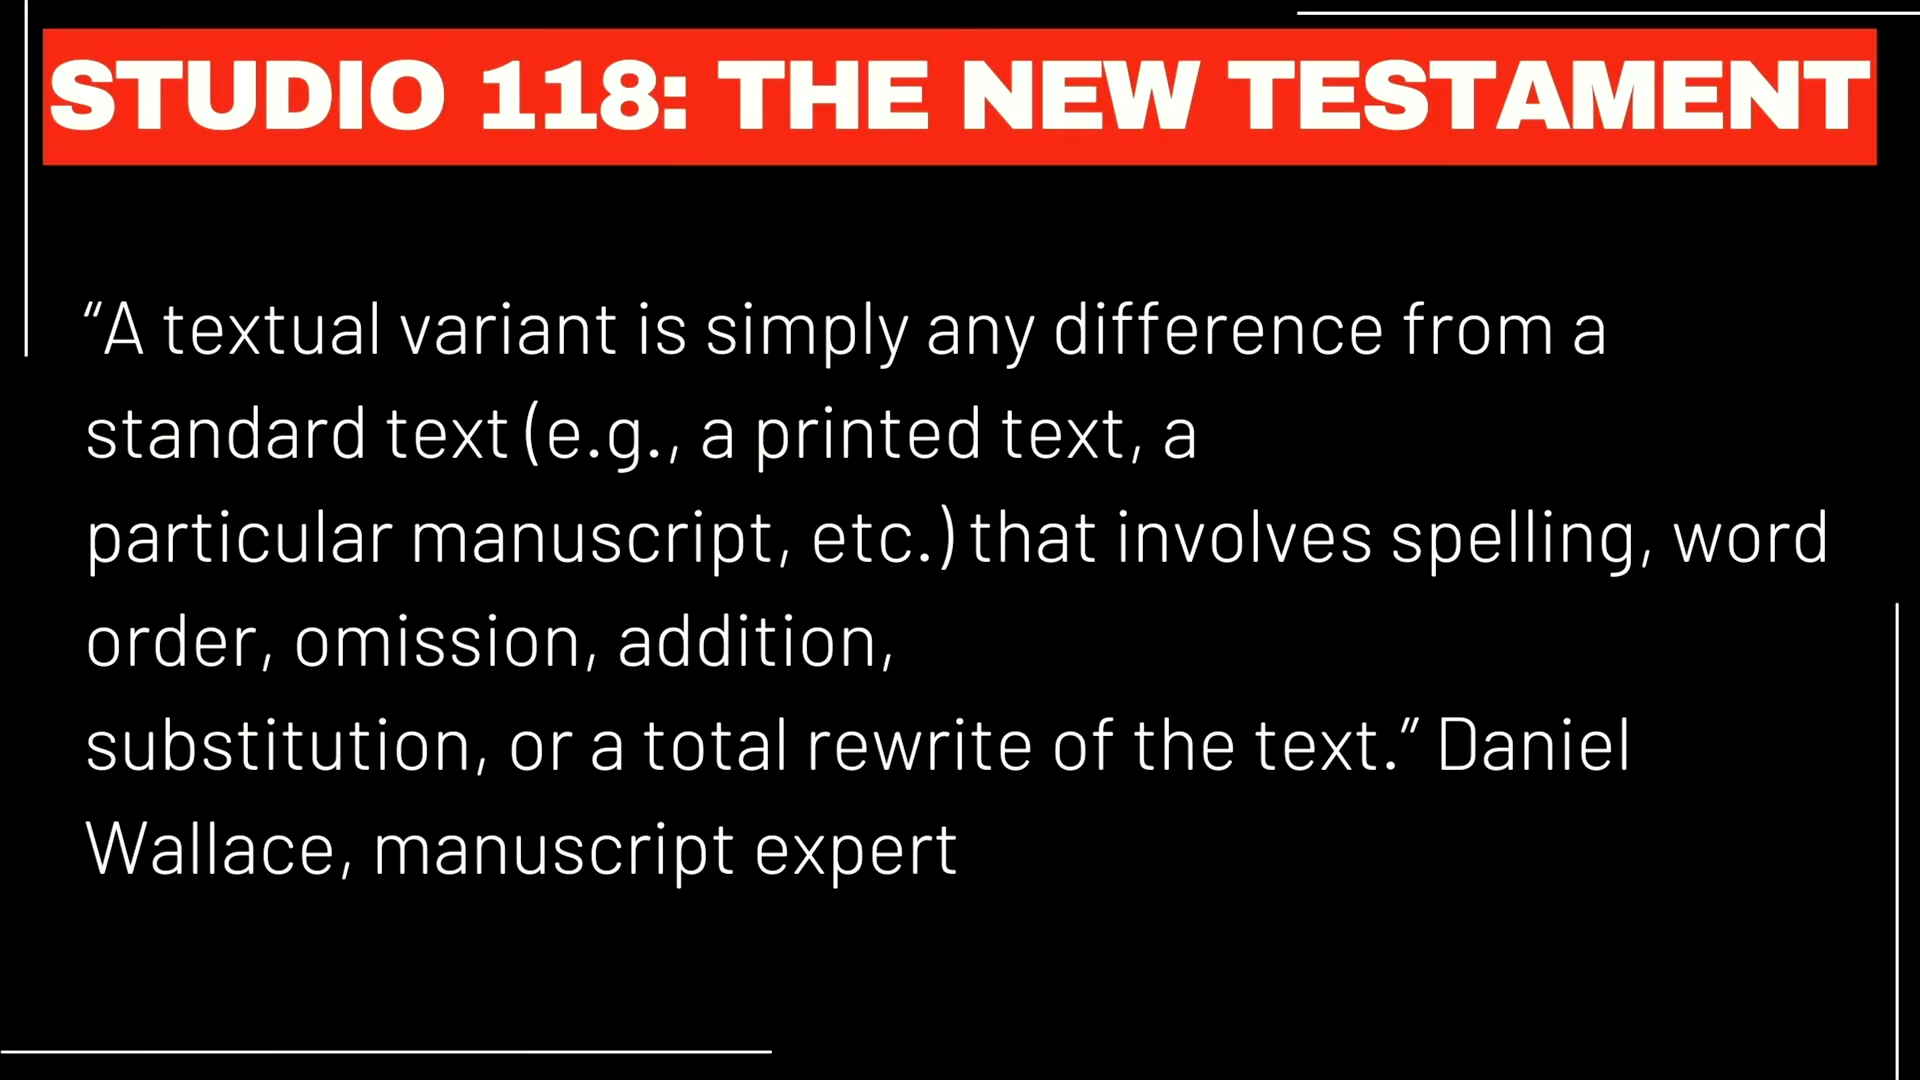 STUDIO 118: THE NEW TESTAMENT
“A textual variant is simply any difference from a
standard text (e.g., a printed text, a
particular manuscript, etc.) that involves spelling, word
order, omission, addition,
substitution, or a total rewrite of the text.” Daniel
Wallace, manuscript expert